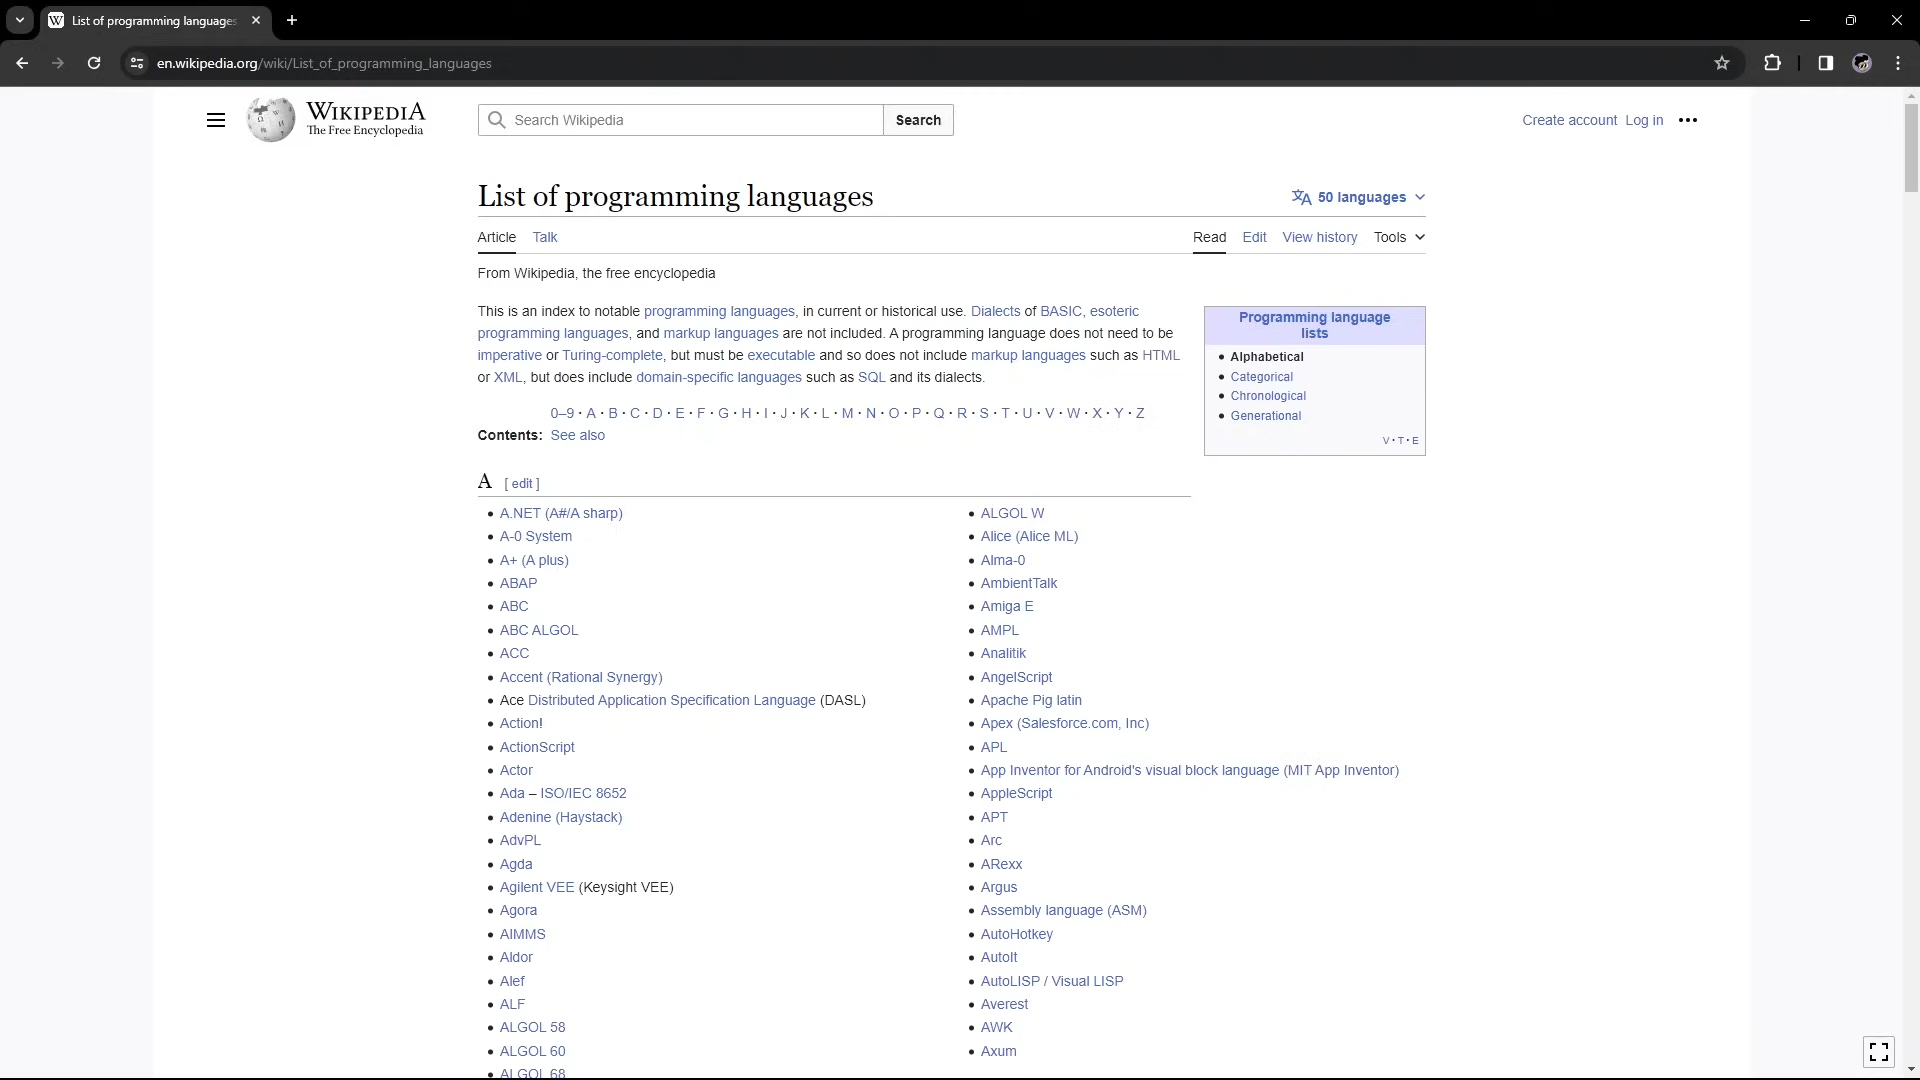 List of programming languages
en.wikipedia.org/wiki/List_of_programming_languages
WIKIPEDIA
The Free Encyclopedia
Search Wikipedia
Search
Create account Log in
List of programming languages
50 languages
Article Talk
Read Edit View history Tools
From Wikipedia, the free encyclopedia
This is an index to notable programming languages, in current or historical use. Dialects of BASIC, esoteric
programming languages, and markup languages are not included. A programming language does not need to be
imperative or Turing-complete, but must be executable and so does not include markup languages such as HTML
or XML, but does include domain-specific languages such as SQL and its dialects.
0–9 · A · B · C · D · E · F · G · H · I · J · K · L · M · N · O · P · Q · R · S · T · U · V · W · X · Y · Z
Contents: See also
Programming language
lists
Alphabetical
Categorical
Chronological
Generational
V · T · E
A [ edit ]
A.NET (A#/A sharp)
A-0 System
A+ (A plus)
ABAP
ABC
ABC ALGOL
ACC
Accent (Rational Synergy)
Ace Distributed Application Specification Language (DASL)
Action!
ActionScript
Actor
Ada – ISO/IEC 8652
Adenine (Haystack)
AdvPL
Agda
Agilent VEE (Keysight VEE)
Agora
AIMMS
Aldor
Alef
ALF
ALGOL 58
ALGOL 60
ALGOL 68
ALGOL W
Alice (Alice ML)
Alma-0
AmbientTalk
Amiga E
AMPL
Analitik
AngelScript
Apache Pig latin
Apex (Salesforce.com, Inc)
APL
App Inventor for Android's visual block language (MIT App Inventor)
AppleScript
APT
Arc
ARexx
Argus
Assembly language (ASM)
AutoHotkey
AutoIt
AutoLISP / Visual LISP
Averest
AWK
Axum